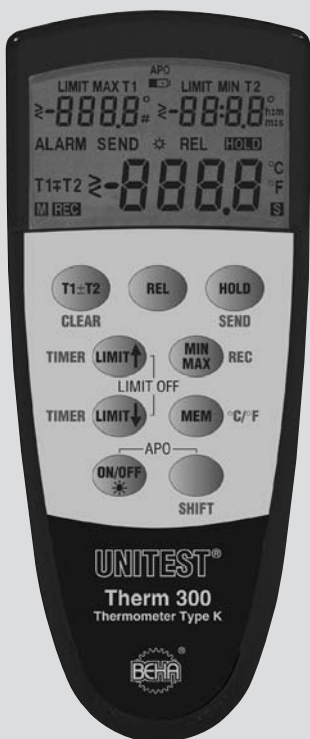 APO
LIMIT MAX T1 LIMIT MIN T2
≷-888.8°# ≷-88:8.8° h:m m:s
ALARM SEND ☼ REL HOLD
T1∓T2 ≷-888.8 °C °F
M REC S
T1±T2 REL HOLD
CLEAR SEND
TIMER LIMIT↑ MIN MAX REC
LIMIT OFF
TIMER LIMIT↓ MEM °C/°F
APO
ON/OFF
SHIFT
UNITEST®
Therm 300
Thermometer Type K
BEHA®